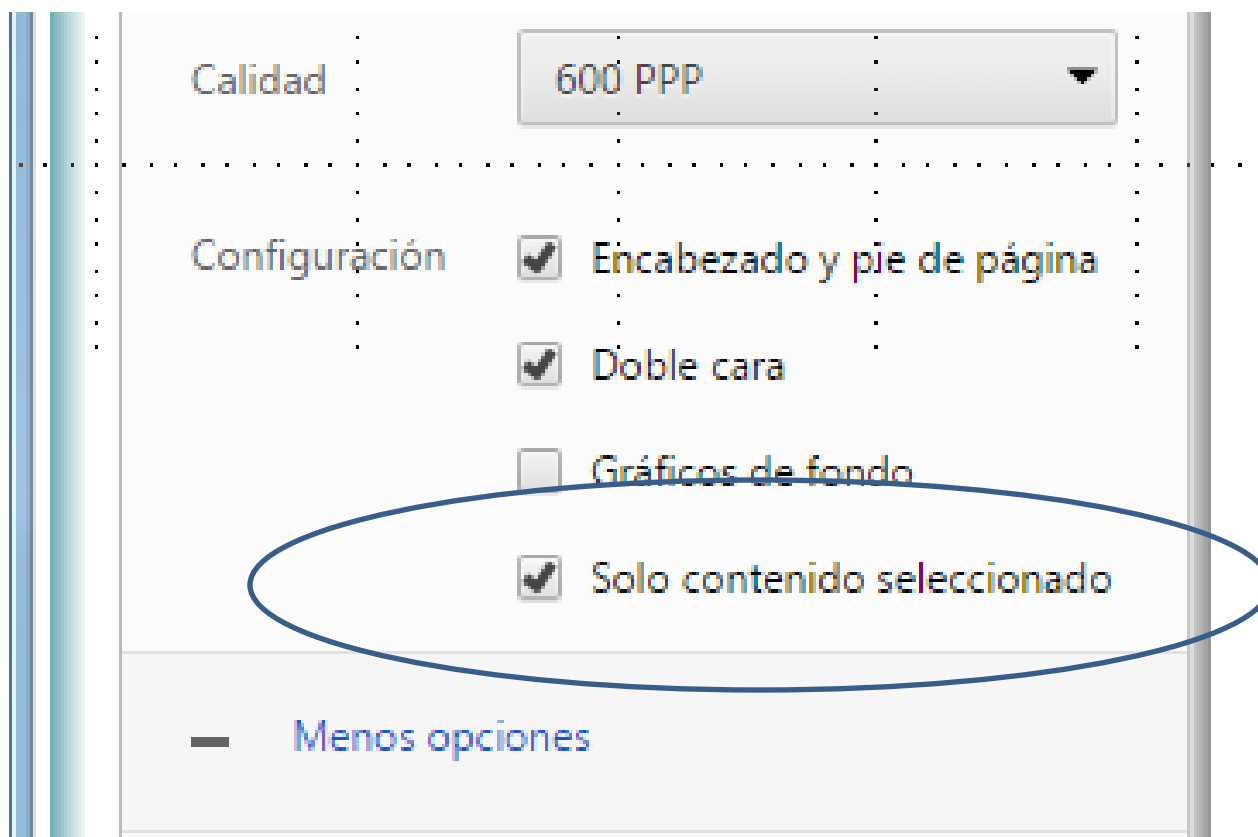 Calidad 600 PPP
Configuración Encabezado y pie de página
Doble cara
Gráficos de fondo
Solo contenido seleccionado
Menos opciones